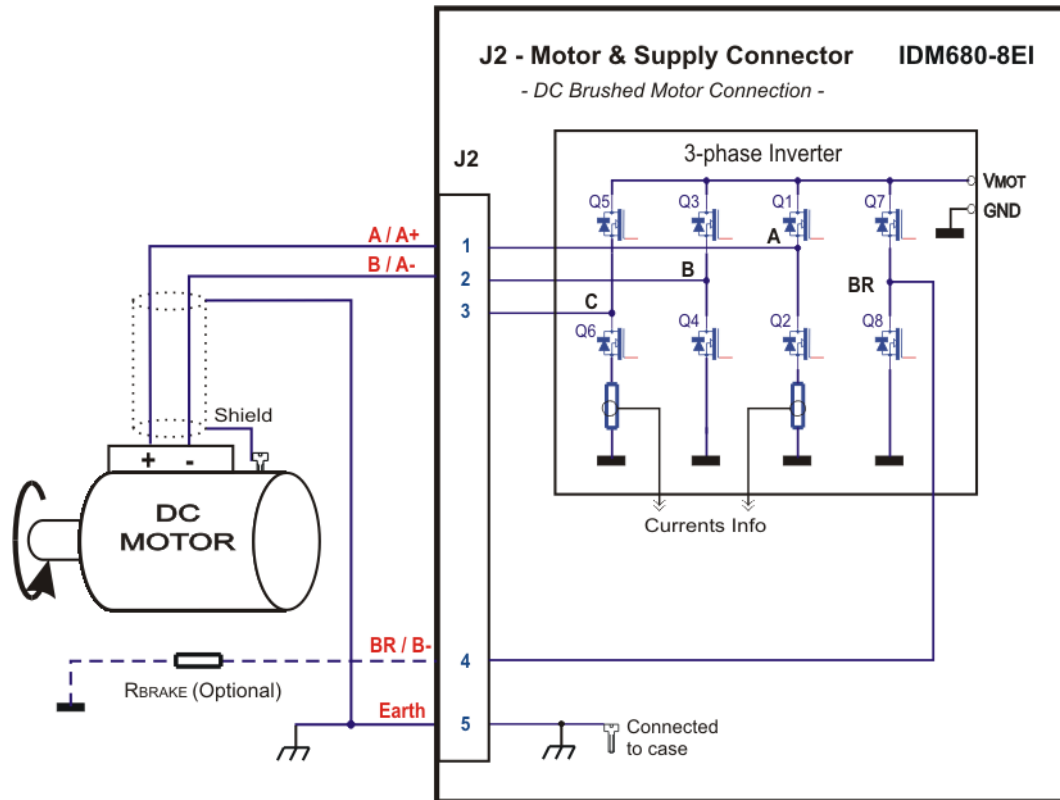 J2 - Motor & Supply Connector IDM680-8EI
- DC Brushed Motor Connection -
J2
3-phase Inverter
VMOT
GND
Q5
Q3
Q1
Q7
A / A+
1
A
B / A-
2
B
3
C
BR
Q6
Q4
Q2
Q8
Shield
+ -
DC
MOTOR
Currents Info
BR / B-
4
RBRAKE (Optional)
Earth
5
Connected
to case